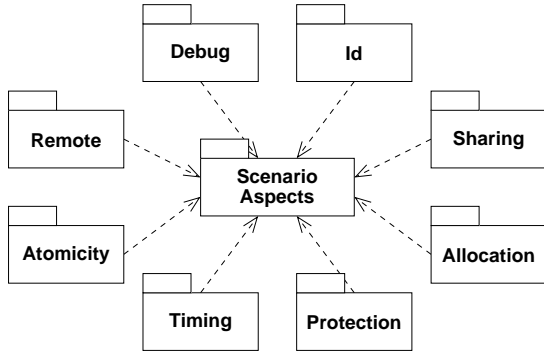 Debug
Id
Remote
Sharing
Scenario
Aspects
Atomicity
Allocation
Timing
Protection